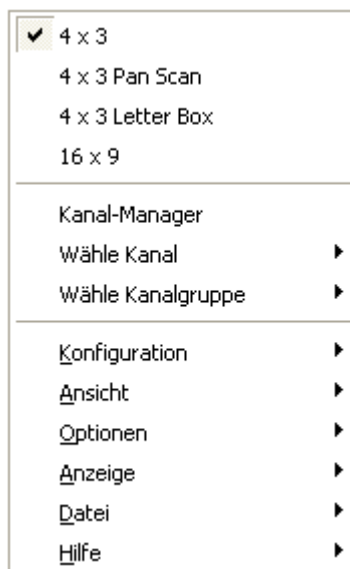 4 x 3
4 x 3 Pan Scan
4 x 3 Letter Box
16 x 9
Kanal-Manager
Wähle Kanal
Wähle Kanalgruppe
Konfiguration
Ansicht
Optionen
Anzeige
Datei
Hilfe